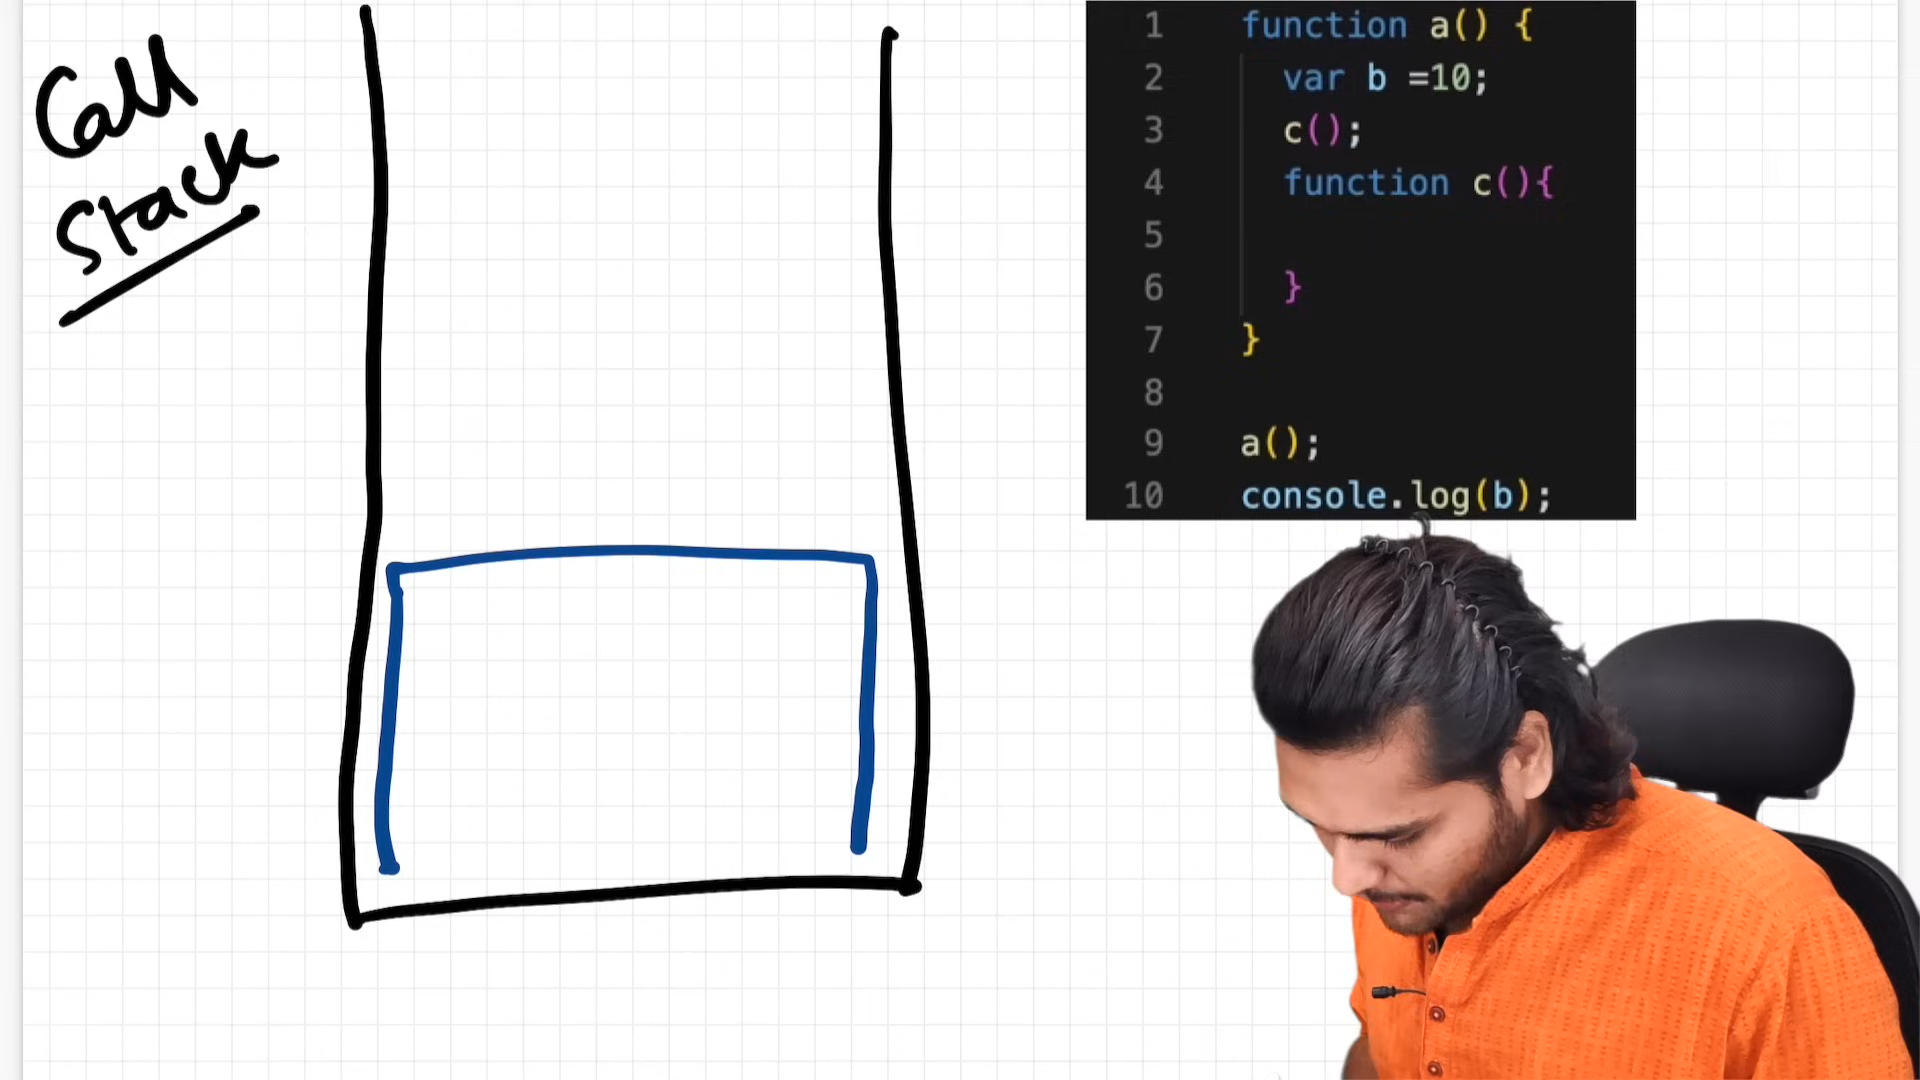 Call
Stack
1 function a() {
2 var b =10;
3 c();
4 function c(){
5
6 }
7 }
8
9 a();
10 console.log(b);